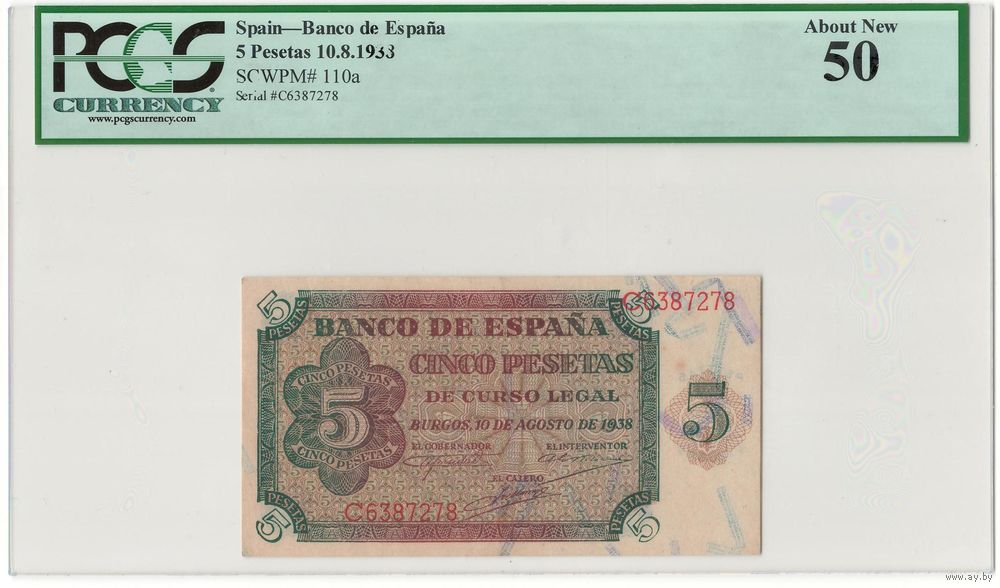 PCGS
CURRENCY
www.pcgscurrency.com
Spain—Banco de España
5 Pesetas 10.8.1938
SCWPM# 110a
Serial #C6387278
About New
50
5
PESETAS
5
PESETAS
C6387278
BANCO DE ESPAÑA
CINCO PESETAS
DE CURSO LEGAL
BURGOS, 10 DE AGOSTO DE 1938
EL GOBERNADOR
EL INTERVENTOR
EL CAJERO
CINCO PESETAS
5
CINCO PESETAS
5
C6387278
PESETAS
5
PESETAS
5
www.ay.by